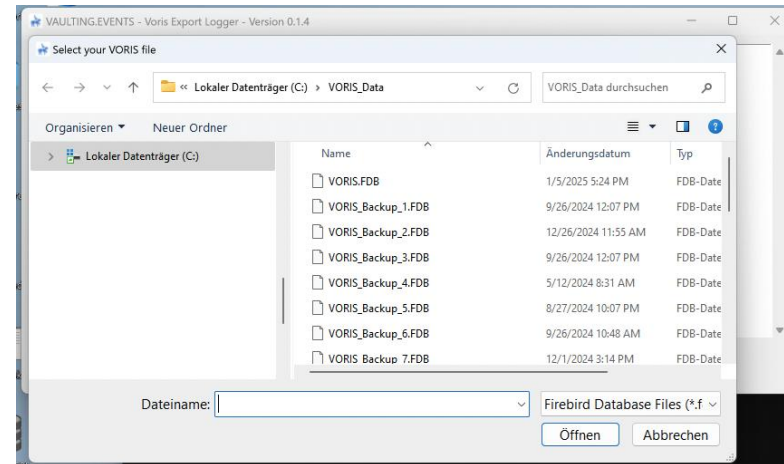 VAULTING.EVENTS - Voris Export Logger - Version 0.1.4
Select your VORIS file
« Lokaler Datenträger (C:) › VORIS_Data
VORIS_Data durchsuchen
Organisieren Neuer Ordner
Lokaler Datenträger (C:)
Name Änderungsdatum Typ
VORIS.FDB 1/5/2025 5:24 PM FDB-Date
VORIS_Backup_1.FDB 9/26/2024 12:07 PM FDB-Date
VORIS_Backup_2.FDB 12/26/2024 11:55 AM FDB-Date
VORIS_Backup_3.FDB 9/26/2024 12:07 PM FDB-Date
VORIS_Backup_4.FDB 5/12/2024 8:31 AM FDB-Date
VORIS_Backup_5.FDB 8/27/2024 10:07 PM FDB-Date
VORIS_Backup_6.FDB 9/26/2024 10:48 AM FDB-Date
VORIS_Backup_7.FDB 12/1/2024 3:14 PM FDB-Date
Dateiname: Firebird Database Files (*.f
Öffnen Abbrechen